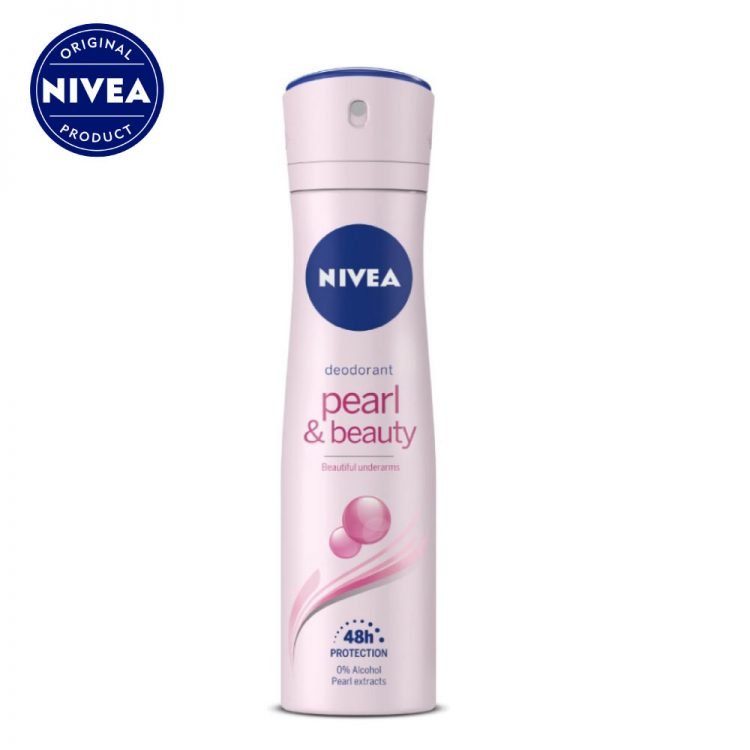 ORIGINAL
NIVEA
PRODUCT
NIVEA
deodorant
pearl
& beauty
Beautiful underarms
48h
PROTECTION
0% Alcohol
Pearl extracts